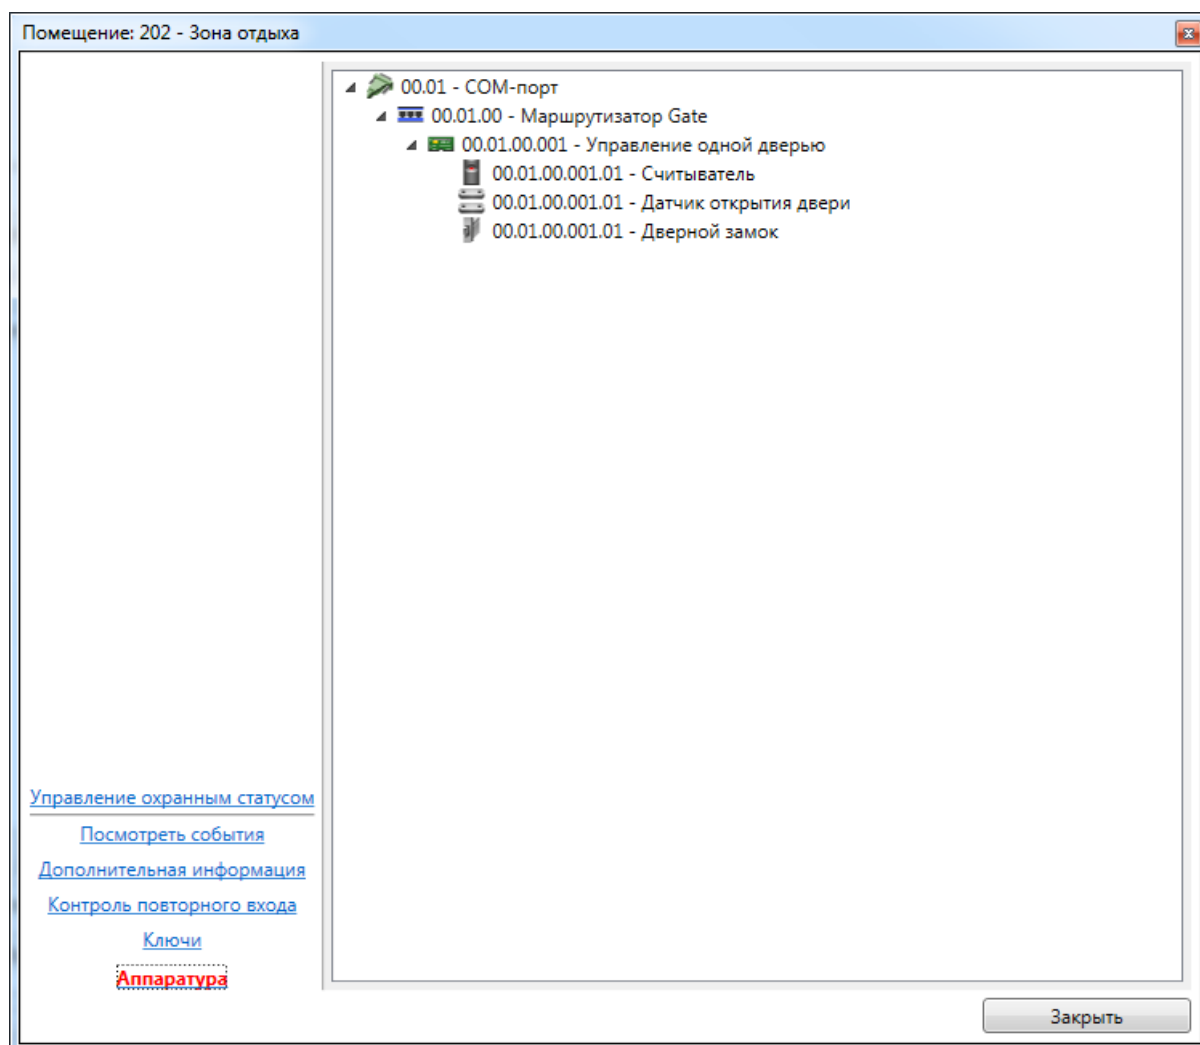 Помещение: 202 - Зона отдыха
00.01 - COM-порт
00.01.00 - Маршрутизатор Gate
00.01.00.001 - Управление одной дверью
00.01.00.001.01 - Считыватель
00.01.00.001.01 - Датчик открытия двери
00.01.00.001.01 - Дверной замок
Управление охранным статусом
Посмотреть события
Дополнительная информация
Контроль повторного входа
Ключи
Аппаратура
Закрыть